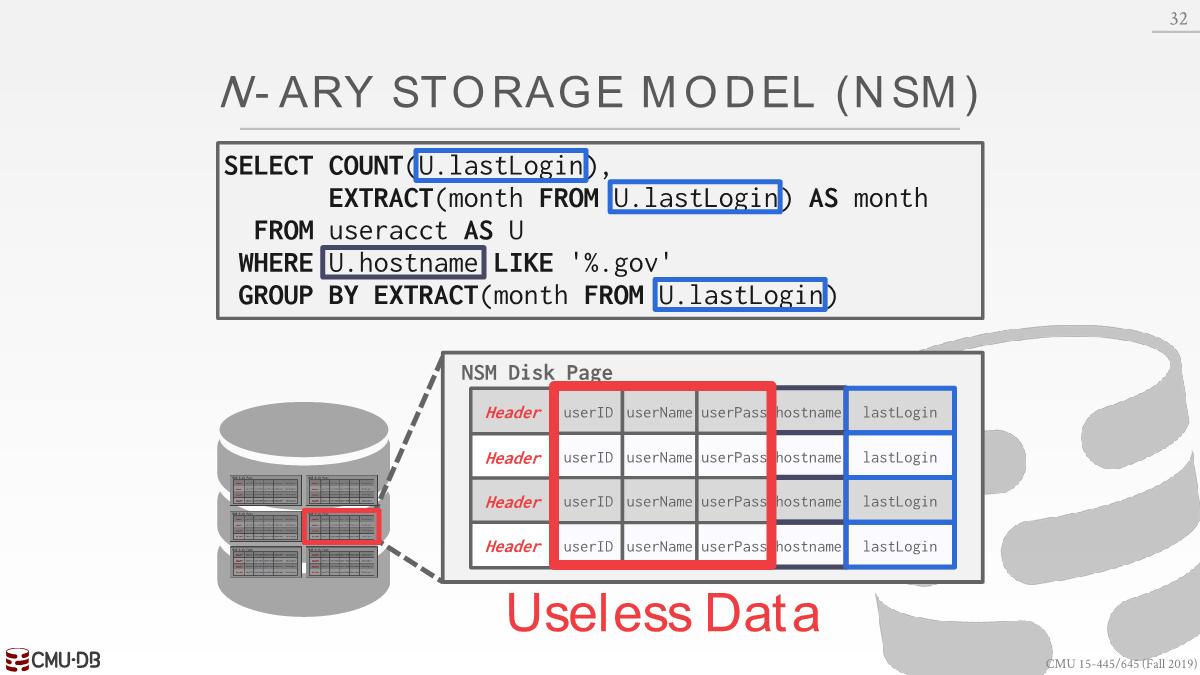 32
N-ARY STORAGE MODEL (NSM)
SELECT COUNT(U.lastLogin),
EXTRACT(month FROM U.lastLogin) AS month
FROM useracct AS U
WHERE U.hostname LIKE '%.gov'
GROUP BY EXTRACT(month FROM U.lastLogin)
NSM Disk Page
Header userID userName userPass hostname lastLogin
Header userID userName userPass hostname lastLogin
Header userID userName userPass hostname lastLogin
Header userID userName userPass hostname lastLogin
Useless Data
CMU·DB
CMU 15-445/645 (Fall 2019)